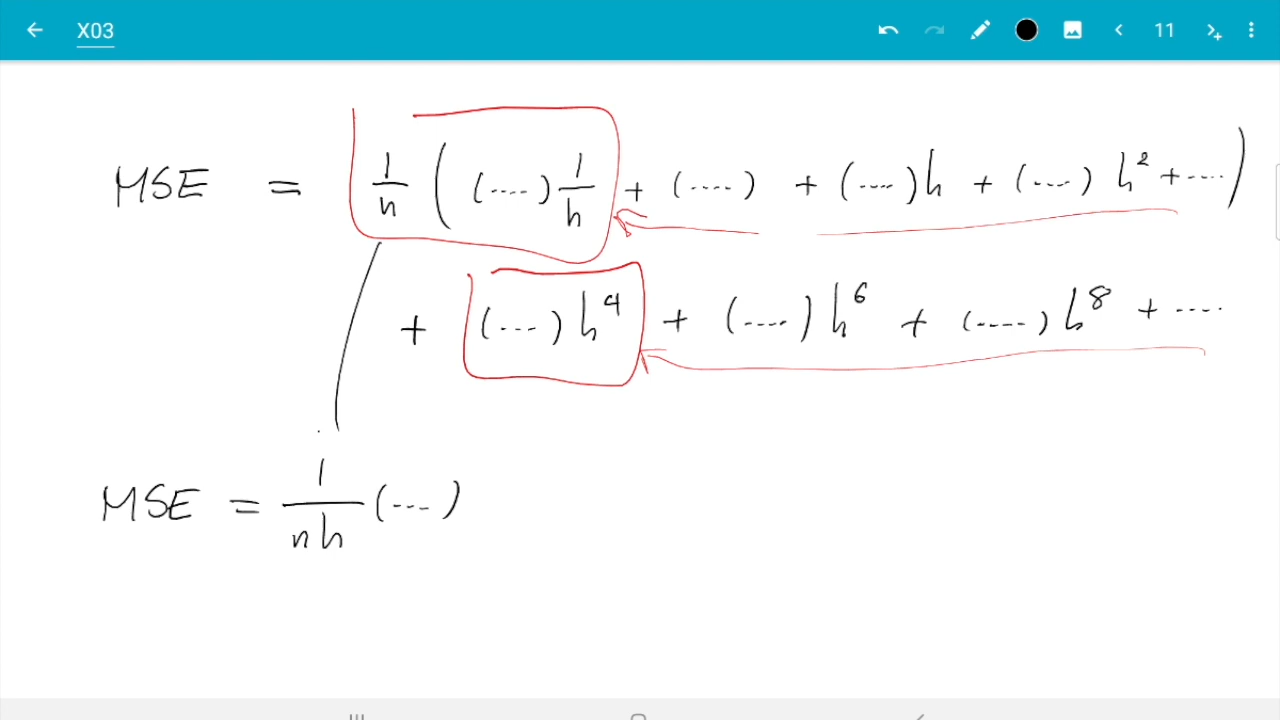 X03
11
MSE = 1/n ( (....) 1/h + (....) + (....) h + (....) h² + .... )
+ (...) h⁴ + (....) h⁶ + (....) h⁸ + ....
MSE = 1/nh (...)